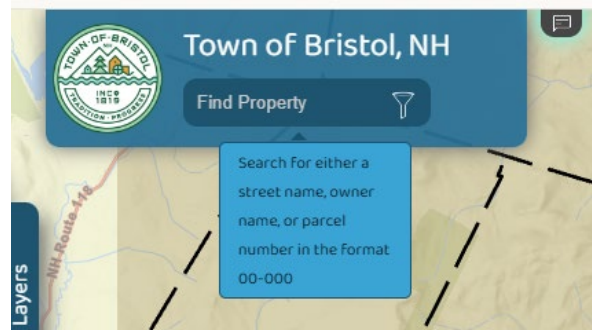 TOWN-OF-BRISTOL
NH
INCO
1819
TRADITION - PROGRESS
Town of Bristol, NH
Find Property
Search for either a
street name, owner
name, or parcel
number in the format
00-000
NH Route 118
Layers